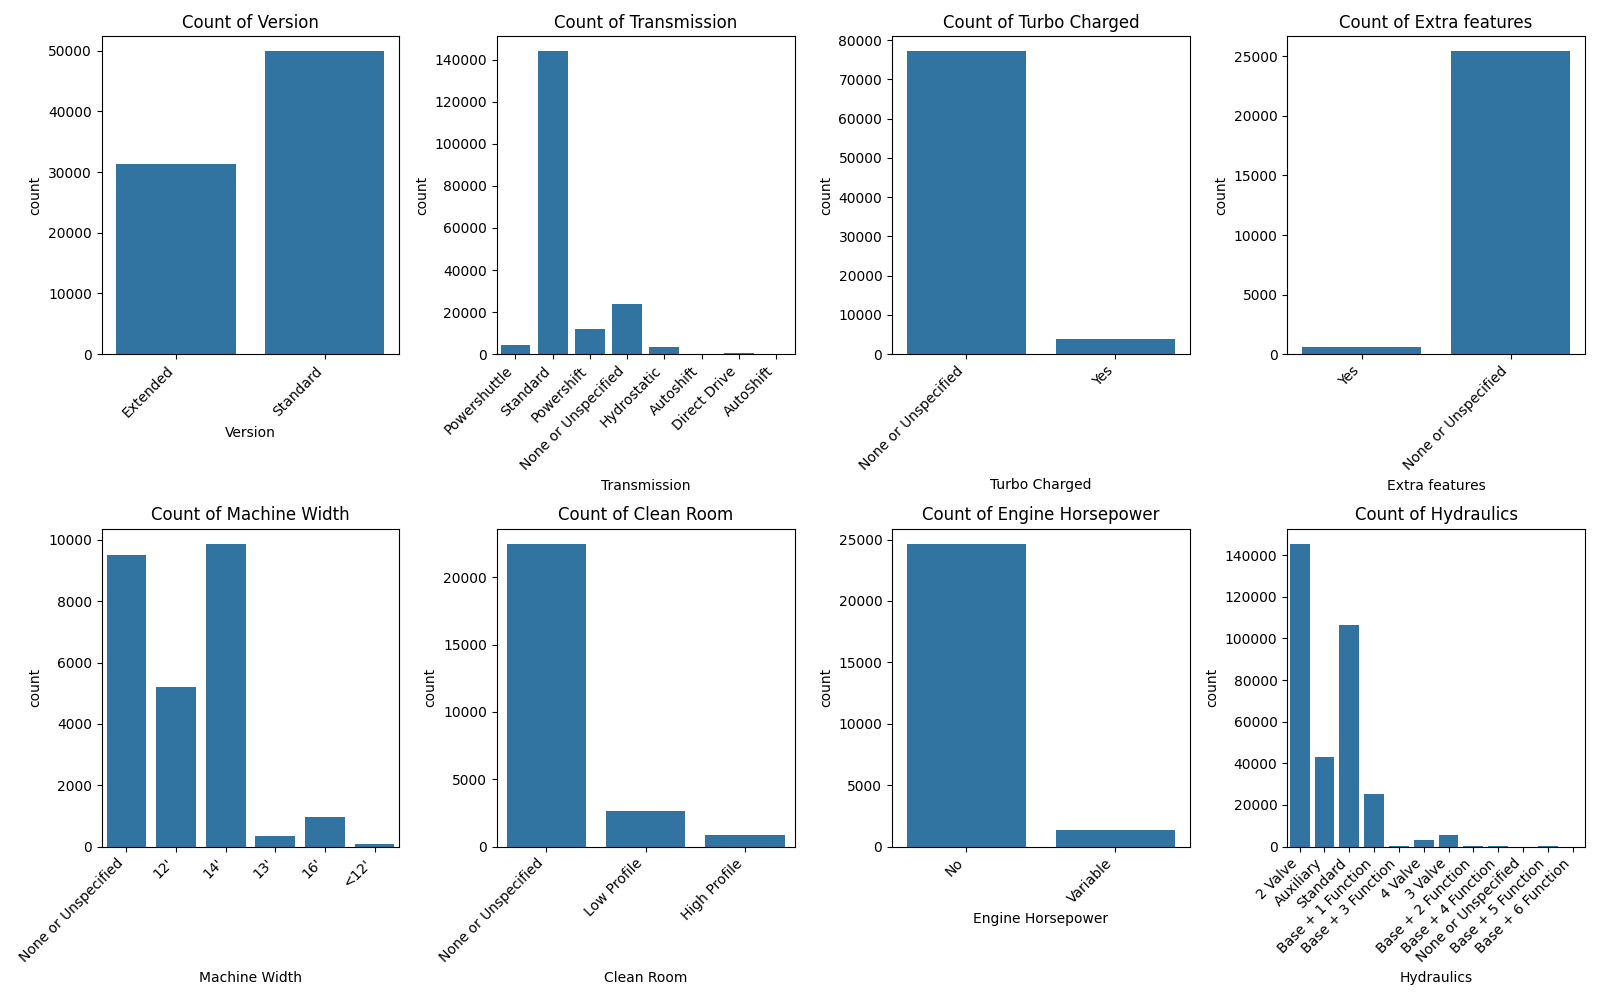 Count of Version
50000
40000
30000
20000
10000
0
count
Extended
Standard
Version
Count of Transmission
140000
120000
100000
80000
60000
40000
20000
0
count
Powershuttle
Standard
Powershift
None or Unspecified
Hydrostatic
Autoshift
Direct Drive
AutoShift
Transmission
Count of Turbo Charged
80000
70000
60000
50000
40000
30000
20000
10000
0
count
None or Unspecified
Yes
Turbo Charged
Count of Extra features
25000
20000
15000
10000
5000
0
count
Yes
None or Unspecified
Extra features
Count of Machine Width
10000
8000
6000
4000
2000
0
count
None or Unspecified
12'
14'
13'
16'
<12'
Machine Width
Count of Clean Room
20000
15000
10000
5000
0
count
None or Unspecified
Low Profile
High Profile
Clean Room
Count of Engine Horsepower
25000
20000
15000
10000
5000
0
count
No
Variable
Engine Horsepower
Count of Hydraulics
140000
120000
100000
80000
60000
40000
20000
0
count
2 Valve
Auxiliary
Standard
Base + 1 Function
Base + 3 Function
4 Valve
3 Valve
Base + 2 Function
Base + 4 Function
None or Unspecified
Base + 5 Function
Base + 6 Function
Hydraulics